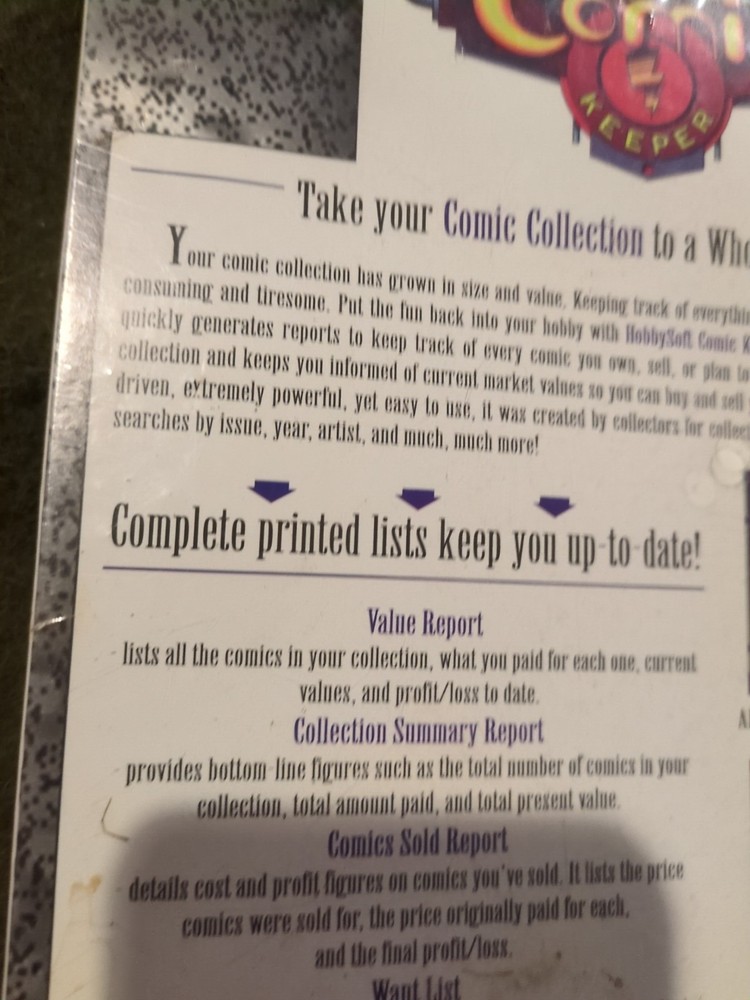 Comi
KEEPER
Take your Comic Collection to a Who
Your comic collection has grown in size and value. Keeping track of everythin
consuming and tiresome. Put the fun back into your hobby with HobbySoft Comic K
quickly generates reports to keep track of every comic you own, sell, or plan to
collection and keeps you informed of current market values so you can buy and sell
driven, extremely powerful, yet easy to use, it was created by collectors for collec
searches by issue, year, artist, and much, much more!
Complete printed lists keep you up-to-date!
Value Report
- lists all the comics in your collection, what you paid for each one, current
values, and profit/loss to date.
Collection Summary Report
- provides bottom-line figures such as the total number of comics in your
collection, total amount paid, and total present value.
Comics Sold Report
- details cost and profit figures on comics you've sold. It lists the price
comics were sold for, the price originally paid for each,
and the final profit/loss.
Want List